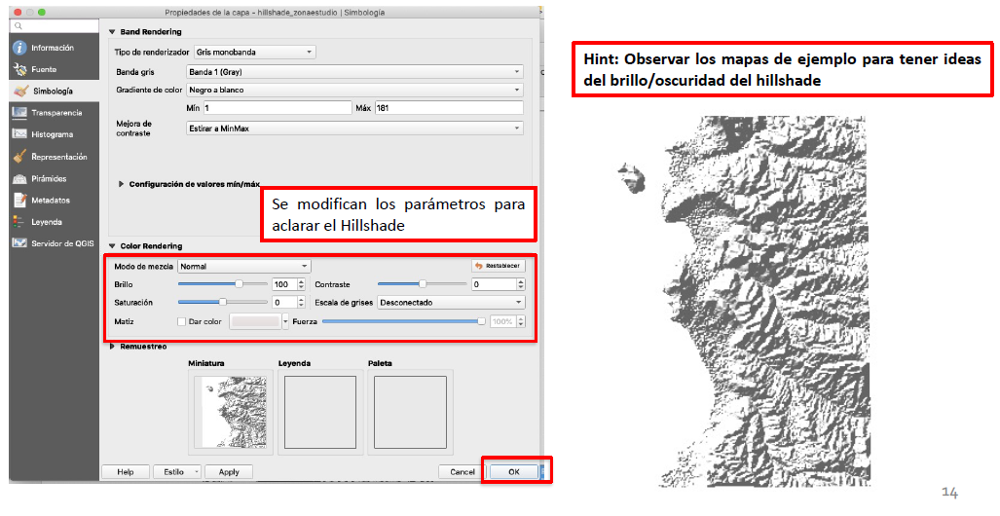 Propiedades de la capa - hillshade_zonaestudio | Simbología
Información
Fuente
Simbología
Transparencia
Histograma
Representación
Pirámides
Metadatos
Leyenda
Servidor de QGIS
Band Rendering
Tipo de renderizador Gris monobanda
Banda gris Banda 1 (Gray)
Gradiente de color Negro a blanco
Mín 1 Máx 181
Mejora de
contraste
Estirar a MinMax
Configuración de valores mín/máx
Se modifican los parámetros para
aclarar el Hillshade
Color Rendering
Modo de mezcla Normal Restablecer
Brillo 100 Contraste 0
Saturación 0 Escala de grises Desconectado
Matiz Dar color Fuerza 100%
Remuestreo
Miniatura Leyenda Paleta
Help Estilo Apply Cancel OK
Hint: Observar los mapas de ejemplo para tener ideas
del brillo/oscuridad del hillshade
14